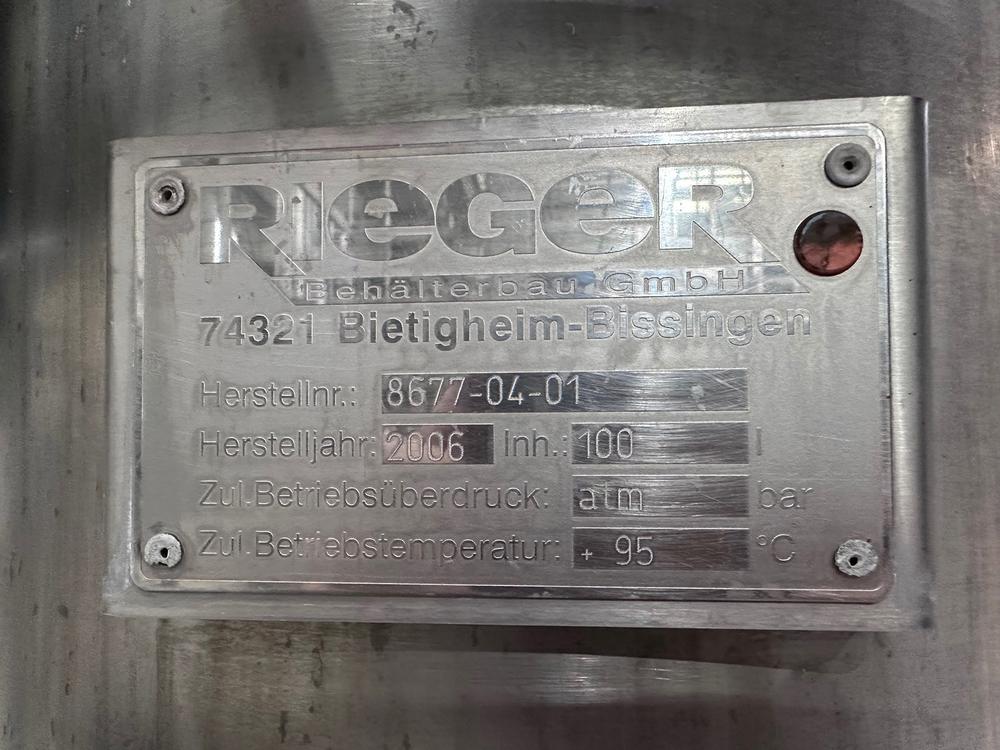 RIEGER
Behälterbau GmbH
74321 Bietigheim-Bissingen
Herstellnr.: 8677-04-01
Herstelljahr: 2006 Inh.: 100 l
Zul.Betriebsüberdruck: atm bar
Zul.Betriebstemperatur: + 95 °C